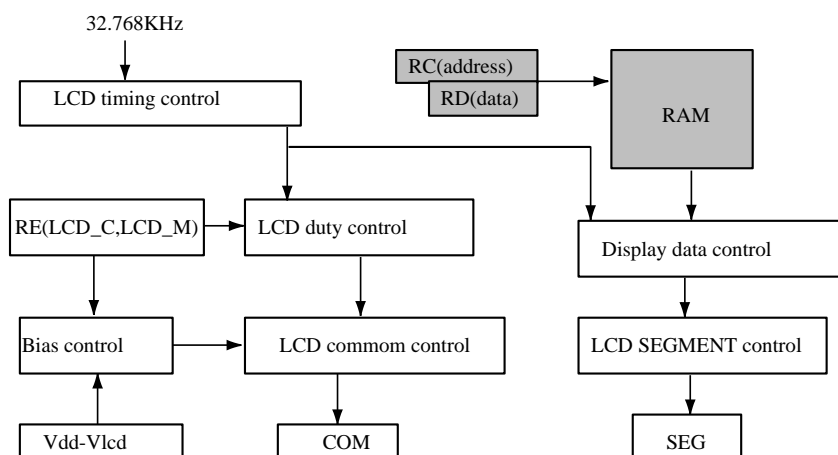 32.768KHz
LCD timing control
RC(address)
RD(data)
RAM
RE(LCD_C,LCD_M)
LCD duty control
Display data control
Bias control
LCD commom control
LCD SEGMENT control
Vdd-Vlcd
COM
SEG